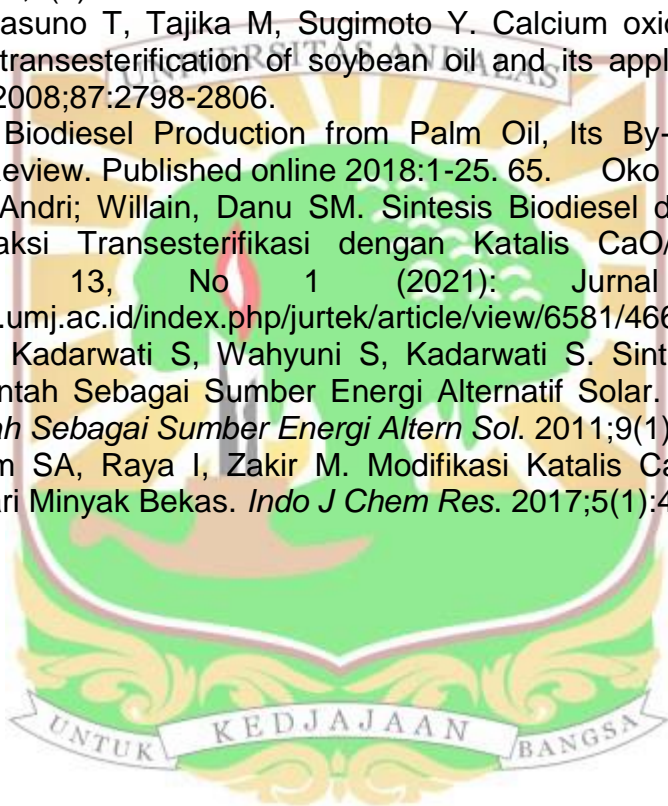 asuno T, Tajika M, Sugimoto Y. Calcium oxid
transesterification of soybean oil and its appl
UNIVERSITAS ANDALAS
2008;87:2798-2806.
Biodiesel Production from Palm Oil, Its By-
Review. Published online 2018:1-25. 65. Oko
Andri; Willain, Danu SM. Sintesis Biodiesel d
aksi Transesterifikasi dengan Katalis CaO/
13, No 1 (2021): Jurnal
.umj.ac.id/index.php/jurtek/article/view/6581/466
Kadarwati S, Wahyuni S, Kadarwati S. Sint
ntah Sebagai Sumber Energi Alternatif Solar.
h Sebagai Sumber Energi Altern Sol. 2011;9(1)
m SA, Raya I, Zakir M. Modifikasi Katalis Ca
ari Minyak Bekas. Indo J Chem Res. 2017;5(1):4
UNTUK KEDJAJAAN BANGSA